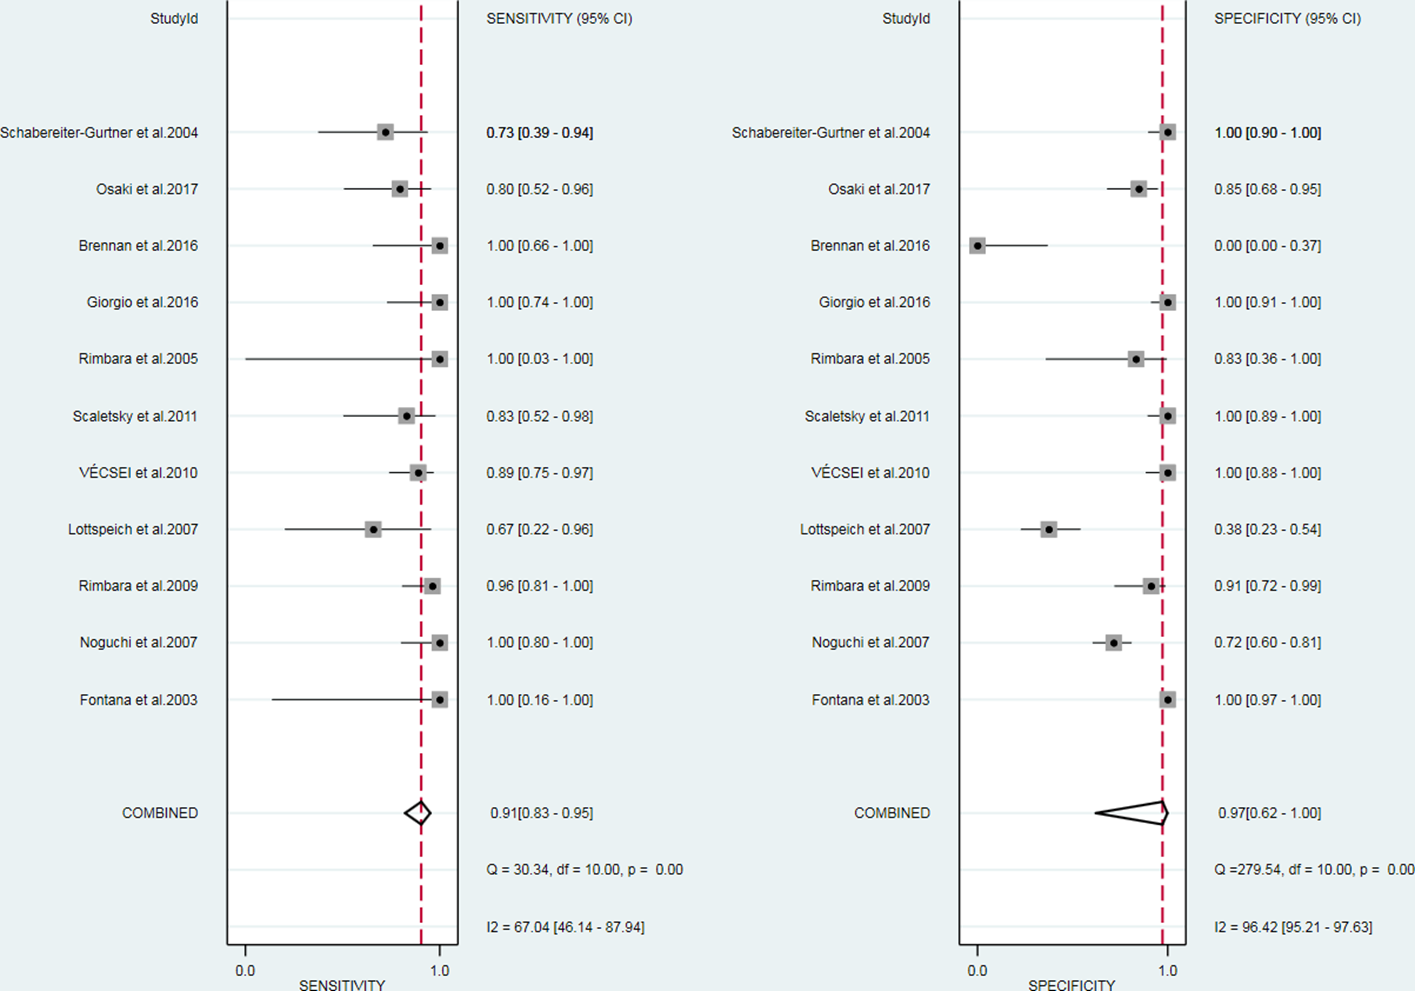 StudyId SENSITIVITY (95% CI)
Schabereiter-Gurtner et al.2004 0.73 [0.39 - 0.94]
Osaki et al.2017 0.80 [0.52 - 0.96]
Brennan et al.2016 1.00 [0.66 - 1.00]
Giorgio et al.2016 1.00 [0.74 - 1.00]
Rimbara et al.2005 1.00 [0.03 - 1.00]
Scaletsky et al.2011 0.83 [0.52 - 0.98]
VÉCSEI et al.2010 0.89 [0.75 - 0.97]
Lottspeich et al.2007 0.67 [0.22 - 0.96]
Rimbara et al.2009 0.96 [0.81 - 1.00]
Noguchi et al.2007 1.00 [0.80 - 1.00]
Fontana et al.2003 1.00 [0.16 - 1.00]
COMBINED 0.91[0.83 - 0.95]
Q = 30.34, df = 10.00, p = 0.00
I2 = 67.04 [46.14 - 87.94]
0.0 1.0
SENSITIVITY
StudyId SPECIFICITY (95% CI)
Schabereiter-Gurtner et al.2004 1.00 [0.90 - 1.00]
Osaki et al.2017 0.85 [0.68 - 0.95]
Brennan et al.2016 0.00 [0.00 - 0.37]
Giorgio et al.2016 1.00 [0.91 - 1.00]
Rimbara et al.2005 0.83 [0.36 - 1.00]
Scaletsky et al.2011 1.00 [0.89 - 1.00]
VÉCSEI et al.2010 1.00 [0.88 - 1.00]
Lottspeich et al.2007 0.38 [0.23 - 0.54]
Rimbara et al.2009 0.91 [0.72 - 0.99]
Noguchi et al.2007 0.72 [0.60 - 0.81]
Fontana et al.2003 1.00 [0.97 - 1.00]
COMBINED 0.97[0.62 - 1.00]
Q =279.54, df = 10.00, p = 0.00
I2 = 96.42 [95.21 - 97.63]
0.0 1.0
SPECIFICITY